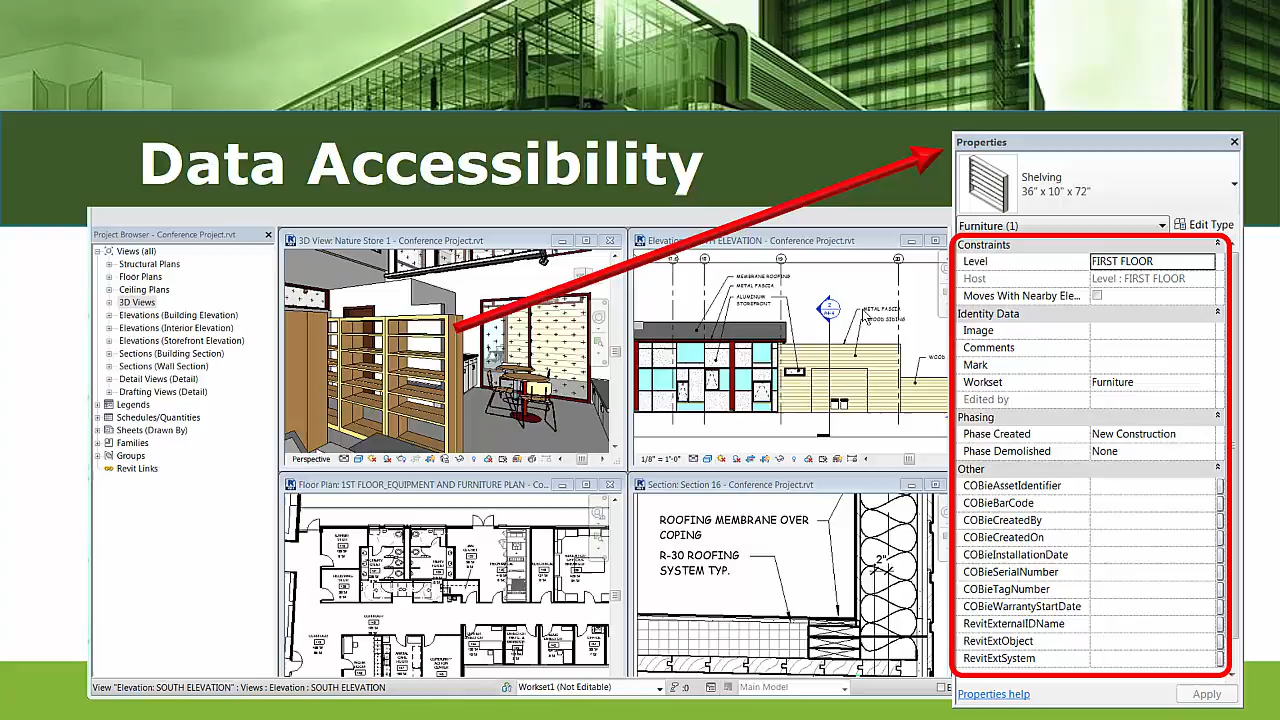 Data Accessibility
Project Browser - Conference Project.rvt
Views (all)
Structural Plans
Floor Plans
Ceiling Plans
3D Views
Elevations (Building Elevation)
Elevations (Interior Elevation)
Elevations (Storefront Elevation)
Sections (Building Section)
Sections (Wall Section)
Detail Views (Detail)
Drafting Views (Detail)
Legends
Schedules/Quantities
Sheets (Drawn By)
Families
Groups
Revit Links
3D View: Nature Store 1 - Conference Project.rvt
Perspective
Elevation: SOUTH ELEVATION - Conference Project.rvt
MEMBRANE ROOFING
METAL FASCIA
ALUMINUM
STOREFRONT
METAL FASCIA
WOOD SIDING
WOOD
1/8" = 1'-0"
Floor Plan: 1ST FLOOR_EQUIPMENT AND FURNITURE PLAN - Co...
Section: Section 16 - Conference Project.rvt
ROOFING MEMBRANE OVER
COPING
R-30 ROOFING
SYSTEM TYP.
2"
View "Elevation: SOUTH ELEVATION" : Views : Elevation : SOUTH ELEVATION
Workset1 (Not Editable)
:0
Main Model
Properties
Shelving
36" x 10" x 72"
Furniture (1)
Edit Type
Constraints
Level FIRST FLOOR
Host Level : FIRST FLOOR
Moves With Nearby Ele...
Identity Data
Image
Comments
Mark
Workset Furniture
Edited by
Phasing
Phase Created New Construction
Phase Demolished None
Other
COBieAssetIdentifier
COBieBarCode
COBieCreatedBy
COBieCreatedOn
COBieInstallationDate
COBieSerialNumber
COBieTagNumber
COBieWarrantyStartDate
RevitExternalIDName
RevitExtObject
RevitExtSystem
Properties help
Apply